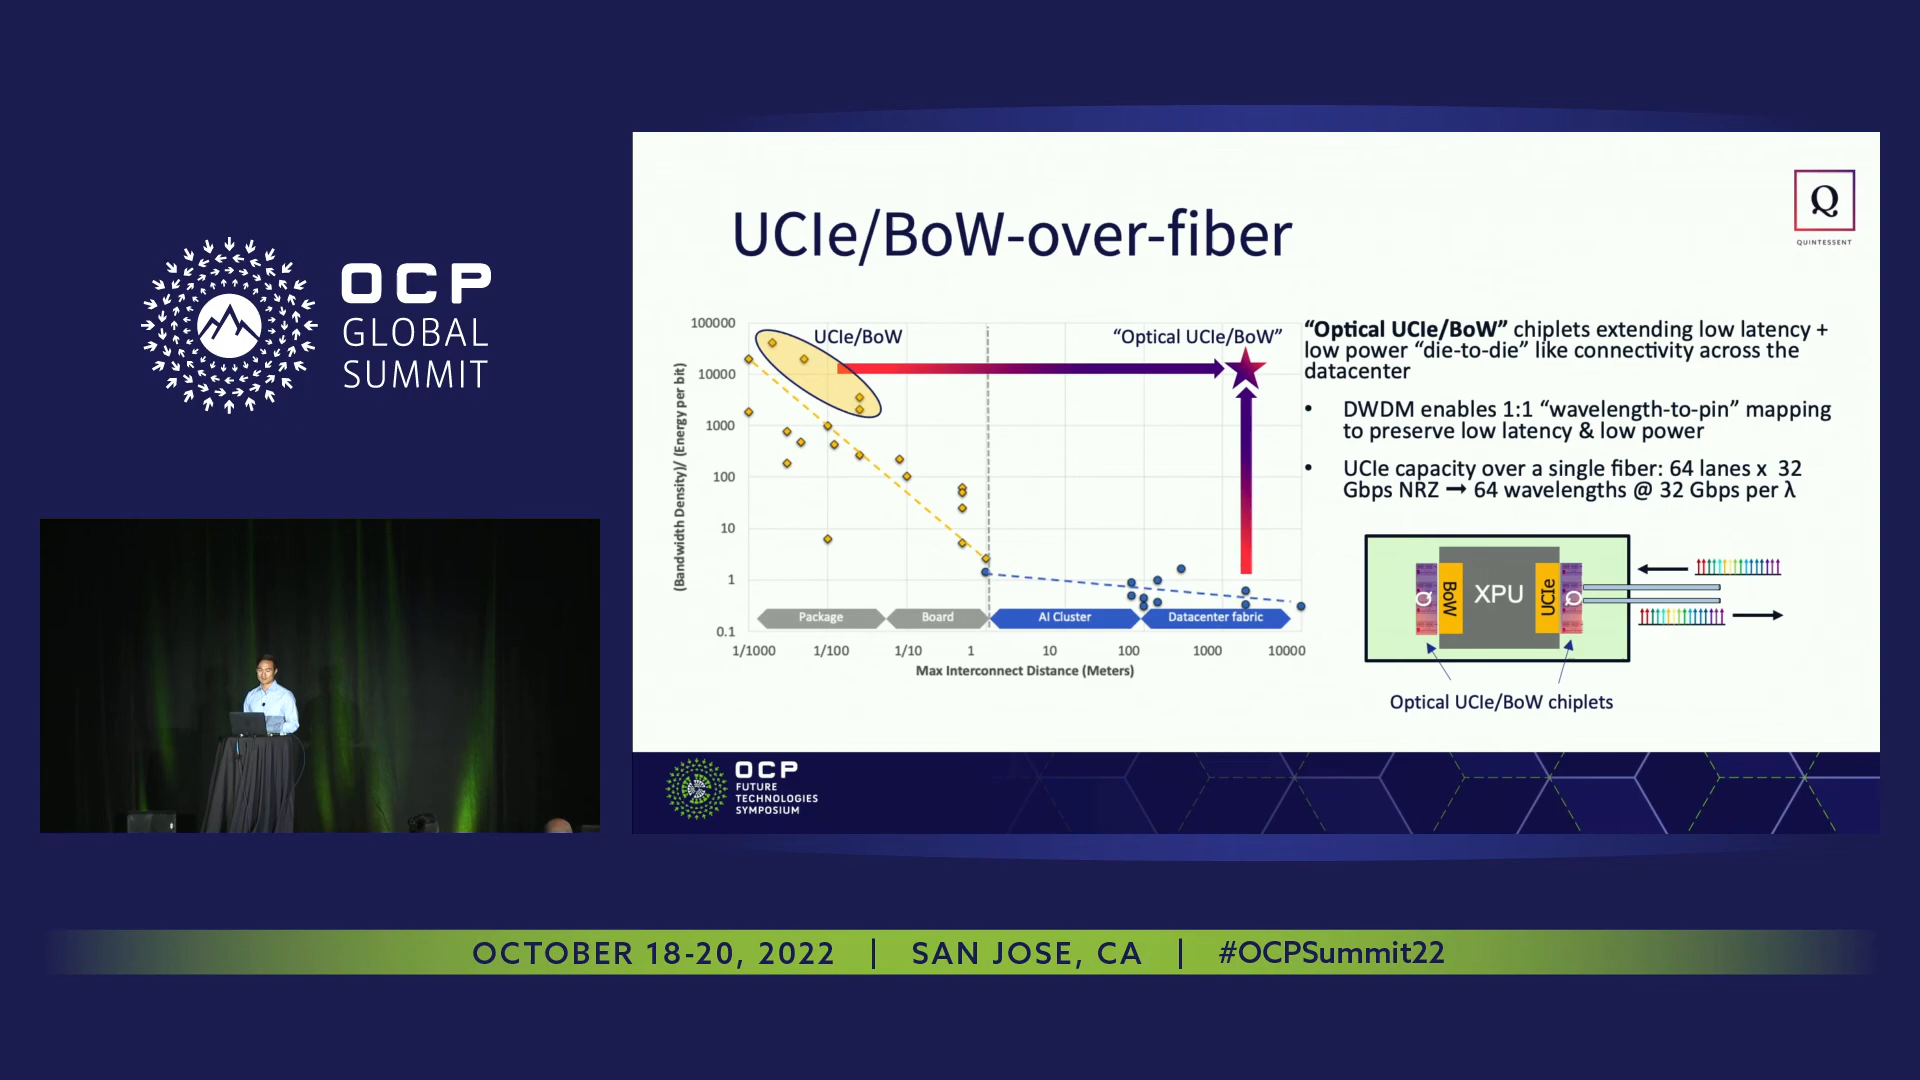 OCP
GLOBAL
SUMMIT
Q
QUINTESSENT
UCIe/BoW-over-fiber
UCIe/BoW
“Optical UCIe/BoW”
(Bandwidth Density)/ (Energy per bit)
100000
10000
1000
100
10
1
0.1
Package
Board
AI Cluster
Datacenter fabric
1/1000
1/100
1/10
1
10
100
1000
10000
Max Interconnect Distance (Meters)
“Optical UCIe/BoW” chiplets extending low latency +
low power “die-to-die” like connectivity across the
datacenter
• DWDM enables 1:1 “wavelength-to-pin” mapping
to preserve low latency & low power
• UCIe capacity over a single fiber: 64 lanes x 32
Gbps NRZ → 64 wavelengths @ 32 Gbps per λ
Q
BoW
XPU
UCIe
Q
Optical UCIe/BoW chiplets
OCP
FUTURE
TECHNOLOGIES
SYMPOSIUM
OCTOBER 18-20, 2022 | SAN JOSE, CA | #OCPSummit22